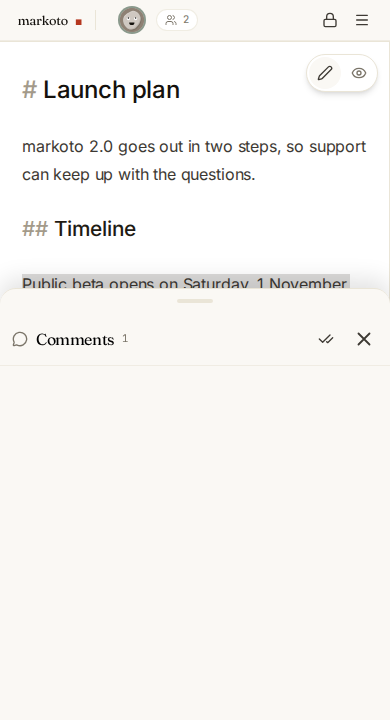 markoto
2
# Launch plan
markoto 2.0 goes out in two steps, so support
can keep up with the questions.
## Timeline
Public beta opens on Saturday, 1 November
Comments 1